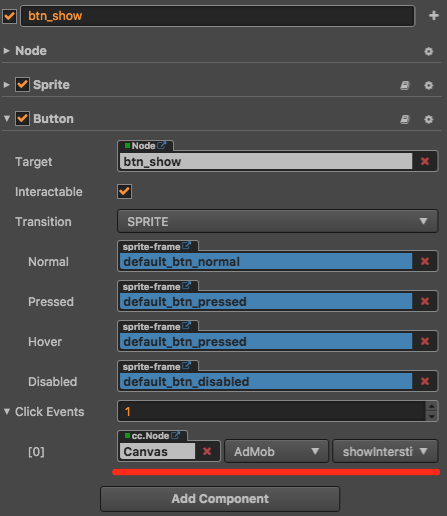 btn_show
Node
Sprite
Button
Node
Target btn_show
Interactable
Transition SPRITE
sprite-frame
Normal default_btn_normal
sprite-frame
Pressed default_btn_pressed
sprite-frame
Hover default_btn_pressed
sprite-frame
Disabled default_btn_disabled
Click Events 1
cc.Node
[0] Canvas AdMob showIntersti
Add Component